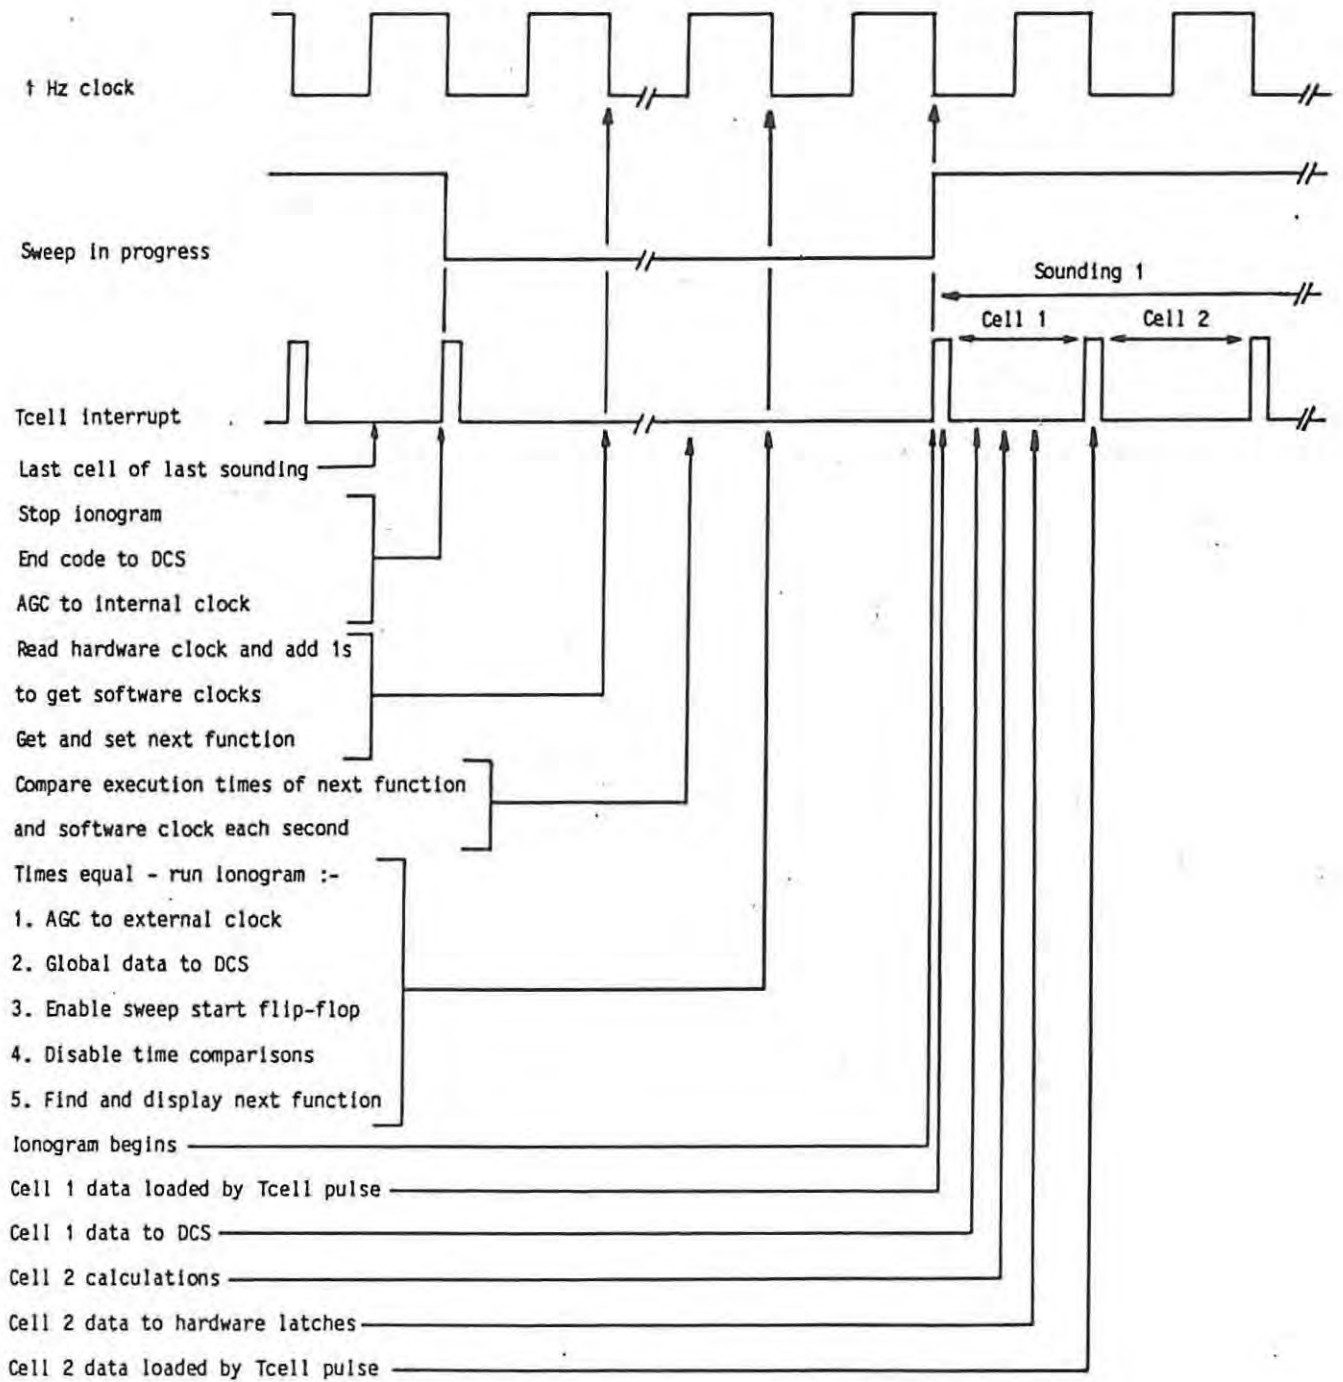 1 Hz clock
Sweep in progress
Sounding 1
Cell 1
Cell 2
Tcell interrupt
Last cell of last sounding
Stop ionogram
End code to DCS
AGC to internal clock
Read hardware clock and add 1s
to get software clocks
Get and set next function
Compare execution times of next function
and software clock each second
Times equal - run ionogram :-
1. AGC to external clock
2. Global data to DCS
3. Enable sweep start flip-flop
4. Disable time comparisons
5. Find and display next function
Ionogram begins
Cell 1 data loaded by Tcell pulse
Cell 1 data to DCS
Cell 2 calculations
Cell 2 data to hardware latches
Cell 2 data loaded by Tcell pulse